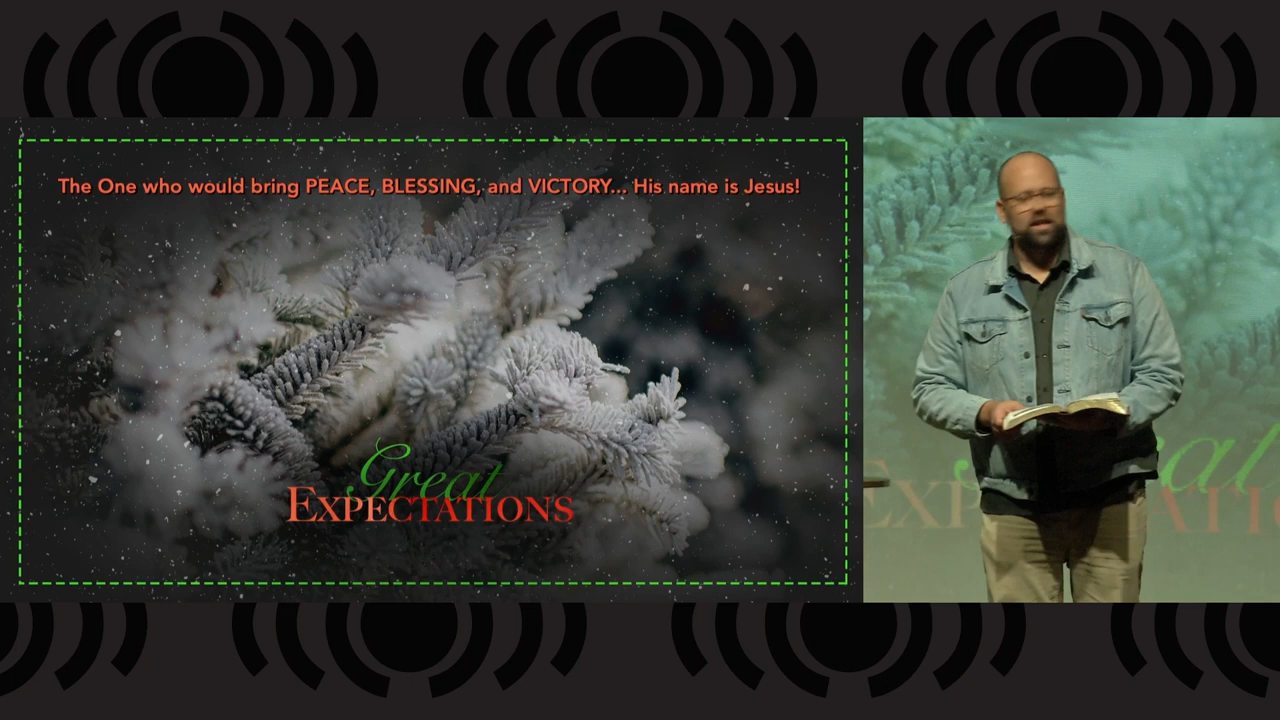 The One who would bring PEACE, BLESSING, and VICTORY... His name is Jesus!
Great
EXPECTATIONS